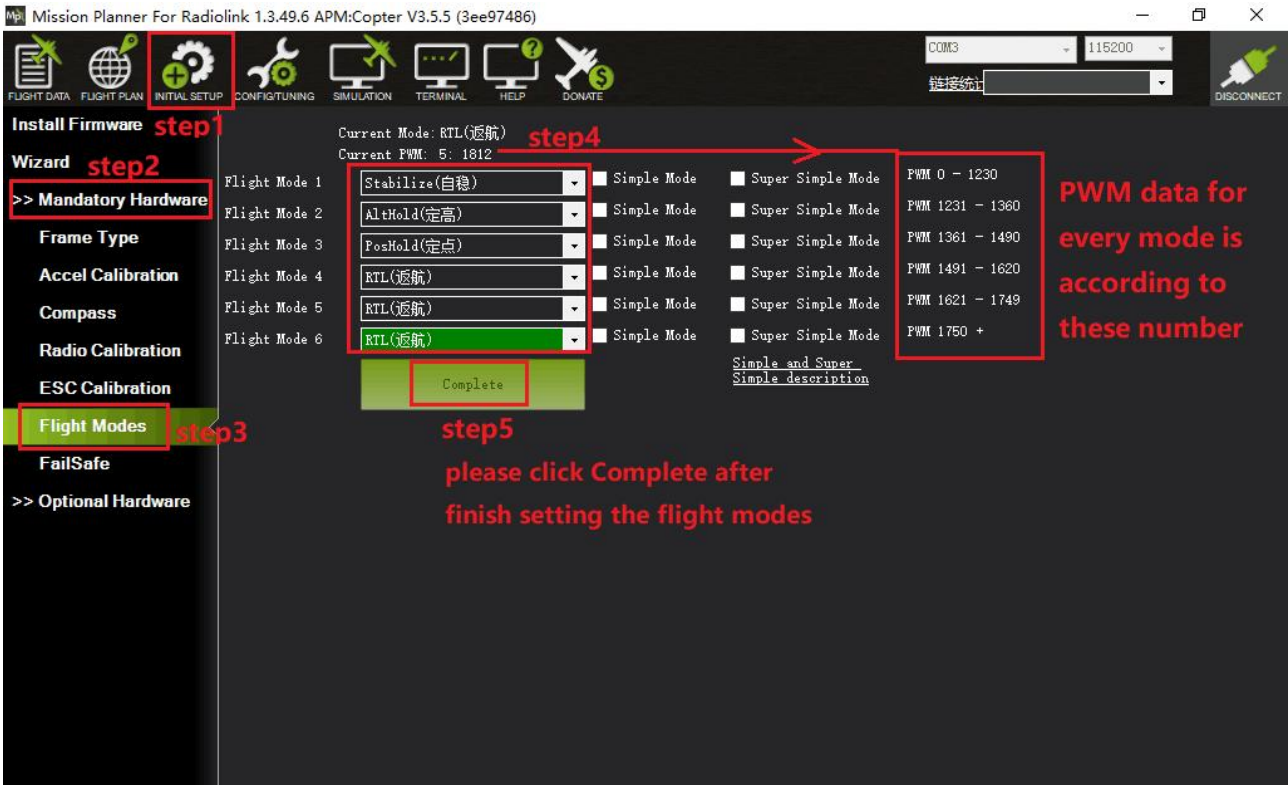 Mission Planner For Radiolink 1.3.49.6 APM:Copter V3.5.5 (3ee97486)
FLIGHT DATA FLIGHT PLAN INITIAL SETUP CONFIG/TUNING SIMULATION TERMINAL HELP DONATE
COM3 115200
链接统计
DISCONNECT
Install Firmware step1
Wizard step2
>> Mandatory Hardware
Frame Type
Accel Calibration
Compass
Radio Calibration
ESC Calibration
Flight Modes step3
FailSafe
>> Optional Hardware
Current Mode: RTL(返航) step4
Current PWM: 5: 1812
Flight Mode 1 Stabilize(自稳) Simple Mode Super Simple Mode PWM 0 - 1230
Flight Mode 2 AltHold(定高) Simple Mode Super Simple Mode PWM 1231 - 1360
Flight Mode 3 PosHold(定点) Simple Mode Super Simple Mode PWM 1361 - 1490
Flight Mode 4 RTL(返航) Simple Mode Super Simple Mode PWM 1491 - 1620
Flight Mode 5 RTL(返航) Simple Mode Super Simple Mode PWM 1621 - 1749
Flight Mode 6 RTL(返航) Simple Mode Super Simple Mode PWM 1750 +
PWM data for
every mode is
according to
these number
Simple and Super
Simple description
Complete
step5
please click Complete after
finish setting the flight modes